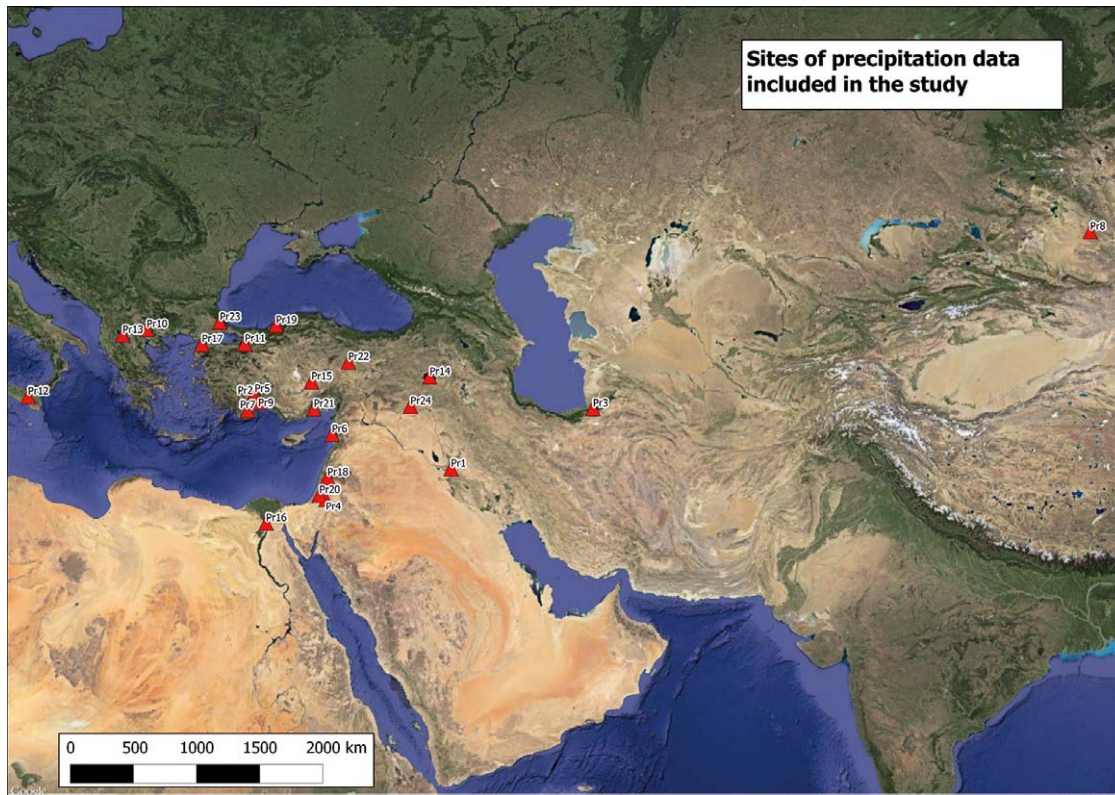 Sites of precipitation data
included in the study
Pr8
Pr23
Pr19
Pr10
Pr13
Pr17
Pr11
Pr22
Pr14
Pr15
Pr12
Pr2
Pr5
Pr7
Pr9
Pr21
Pr24
Pr3
Pr6
Pr1
Pr18
Pr20
Pr4
Pr16
0 500 1000 1500 2000 km
Google